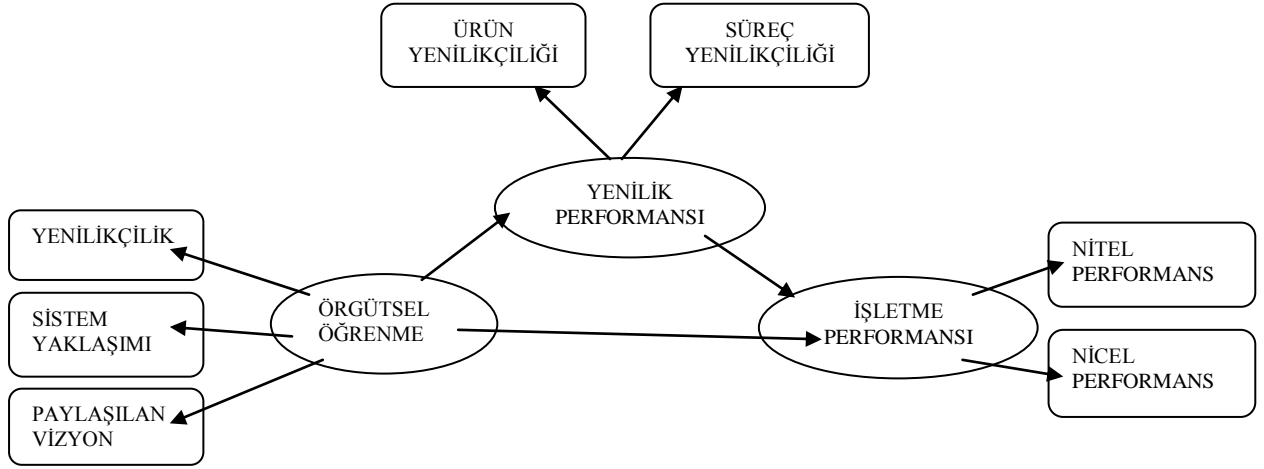 ÜRÜN
YENİLİKÇİLİĞİ
SÜREÇ
YENİLİKÇİLİĞİ
YENİLİK
PERFORMANSI
YENİLİKÇİLİK
SİSTEM
YAKLAŞIMI
PAYLAŞILAN
VİZYON
ÖRGÜTSEL
ÖĞRENME
İŞLETME
PERFORMANSI
NİTEL
PERFORMANS
NİCEL
PERFORMANS